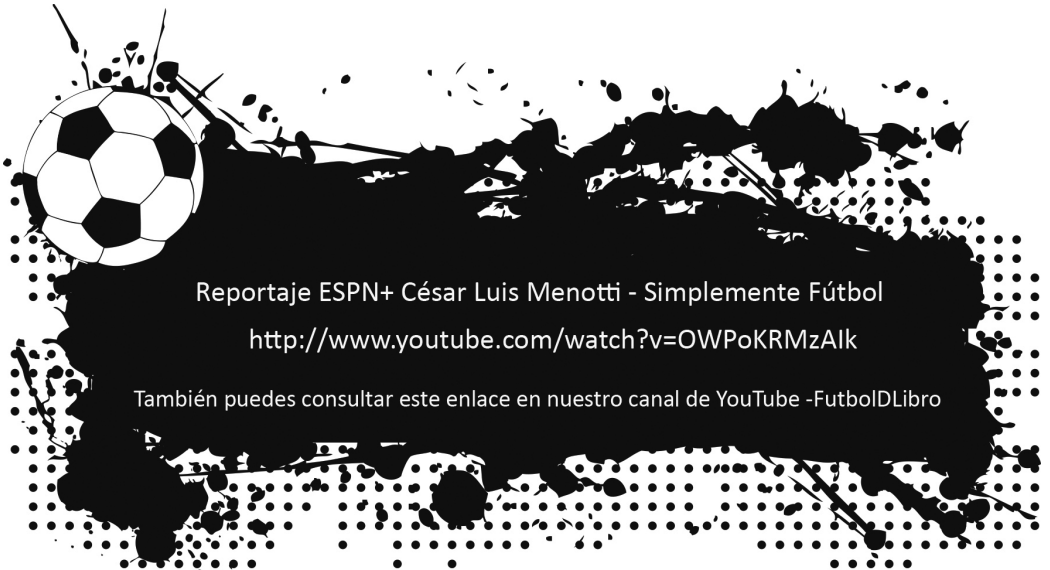 Reportaje ESPN+ César Luis Menotti - Simplemente Fútbol
http://www.youtube.com/watch?v=OWPoKRMzAIk
También puedes consultar este enlace en nuestro canal de YouTube -FutbolDLibro